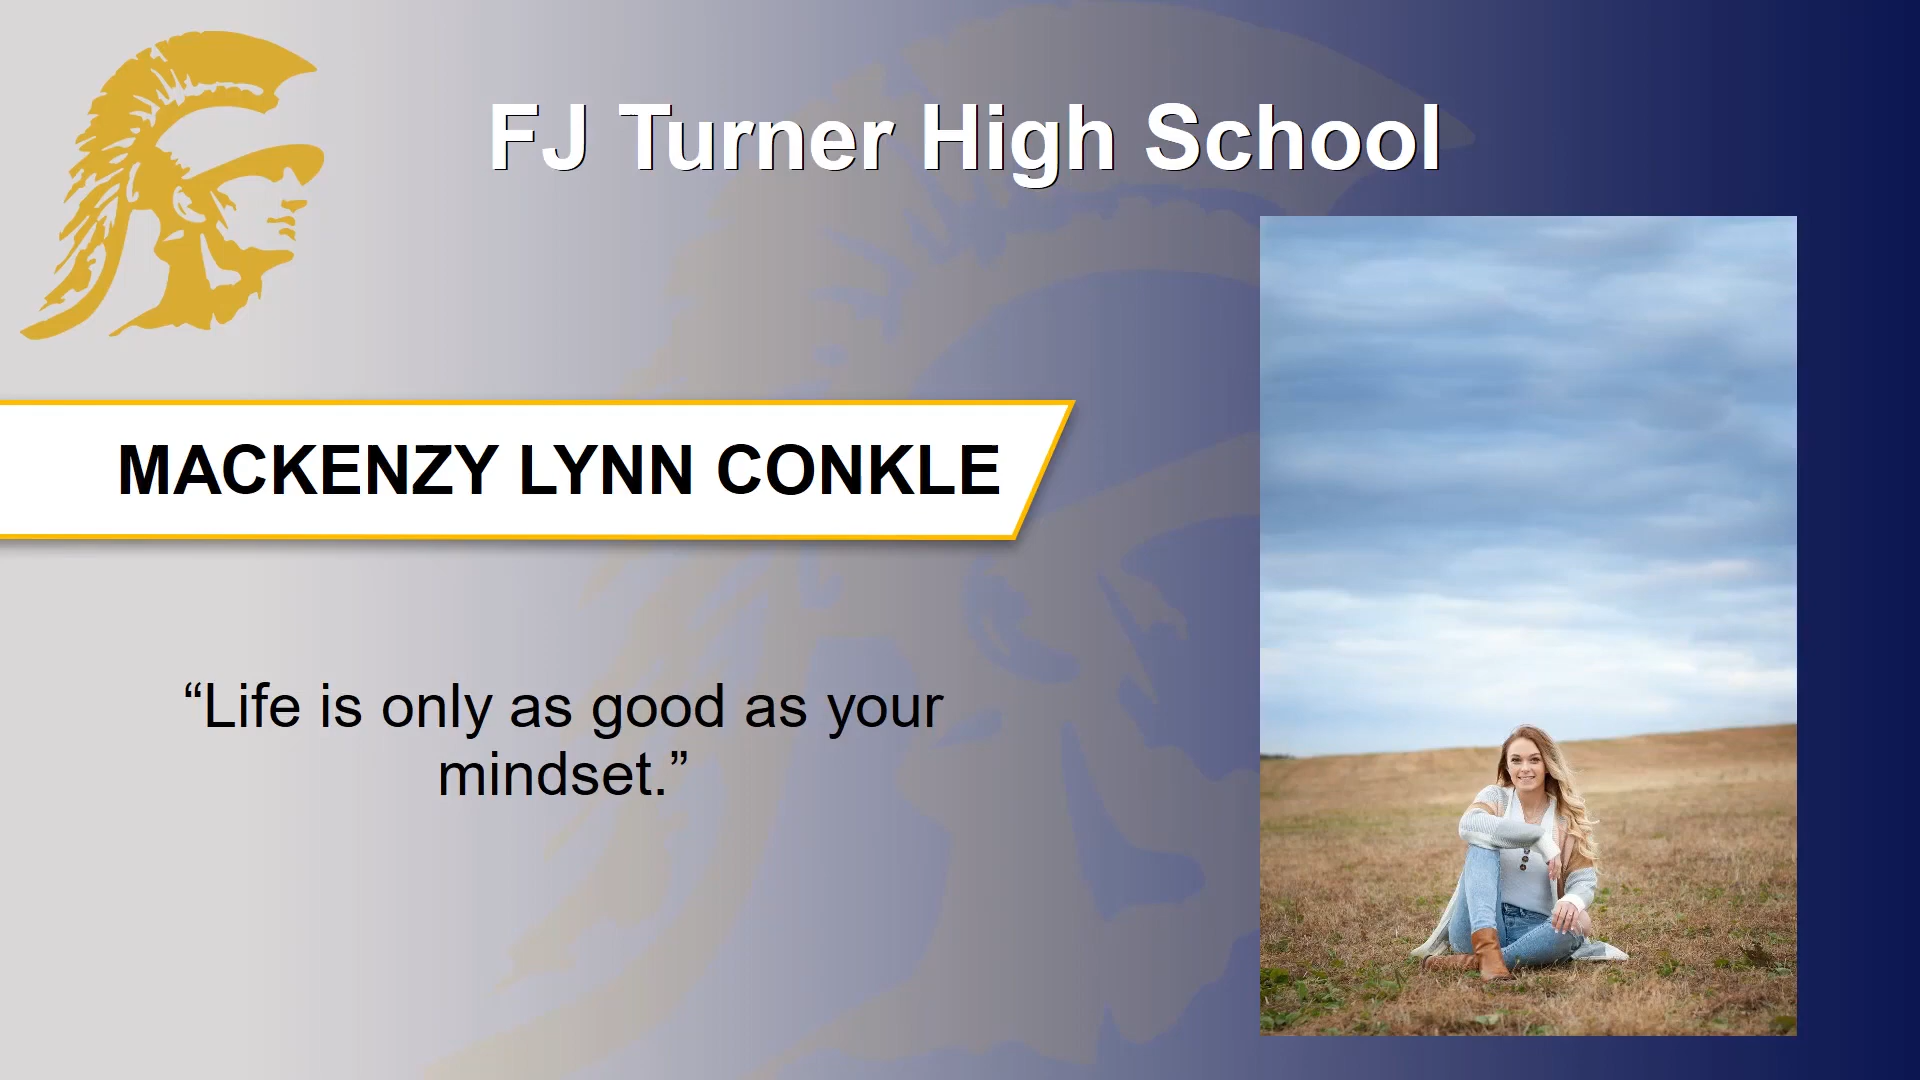 FJ Turner High School
MACKENZY LYNN CONKLE
“Life is only as good as your
mindset.”